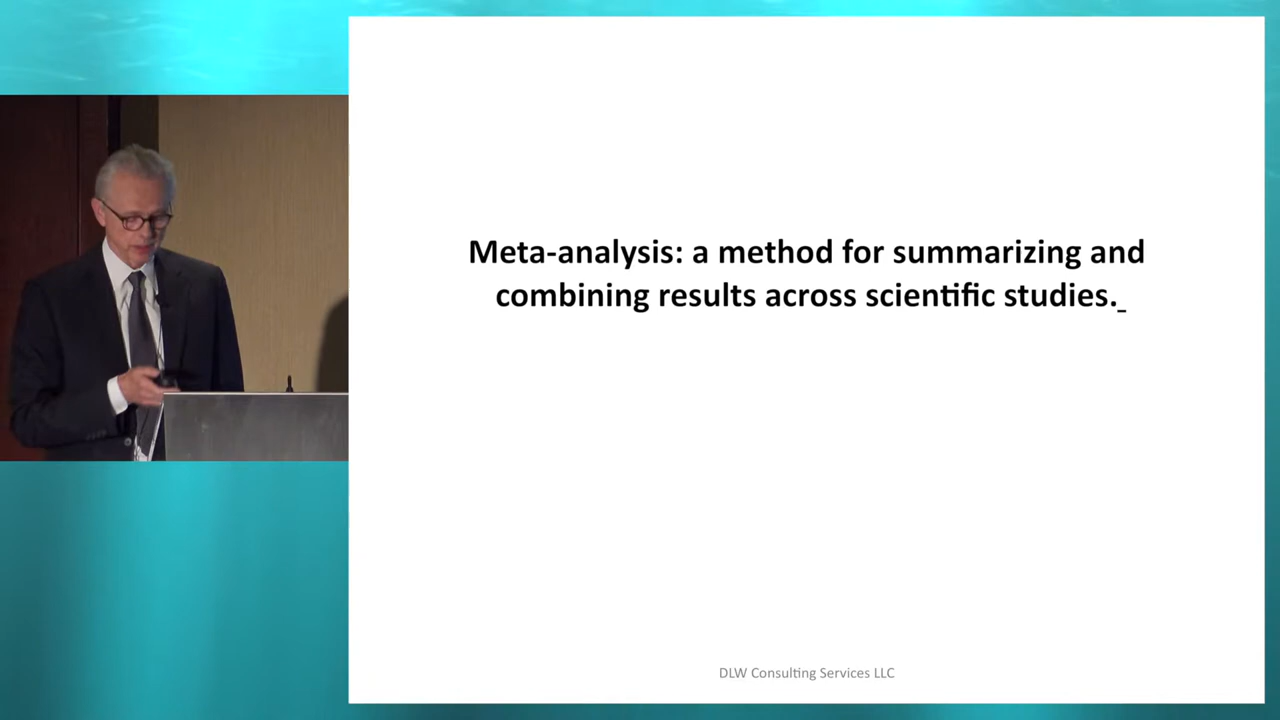 Meta-analysis: a method for summarizing and
combining results across scientific studies.
DLW Consulting Services LLC